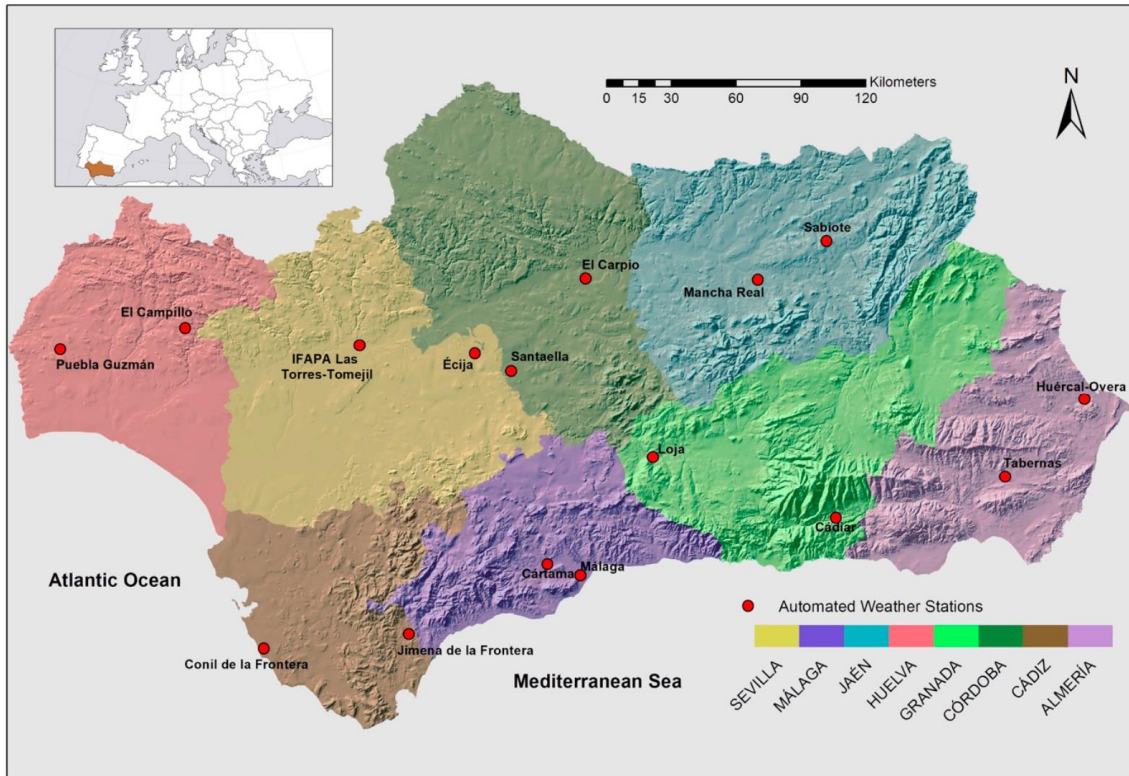 Kilometers
0 15 30 60 90 120
N
Sabiote
El Carpio
Mancha Real
El Campillo
Puebla Guzmán
IFAPA Las
Torres-Tomejil
Écija
Santaella
Huércal-Overa
Loja
Tabernas
Cádiar
Cártama
Málaga
Atlantic Ocean
Jimena de la Frontera
Conil de la Frontera
Mediterranean Sea
Automated Weather Stations
SEVILLA
MÁLAGA
JAÉN
HUELVA
GRANADA
CÓRDOBA
CÁDIZ
ALMERÍA